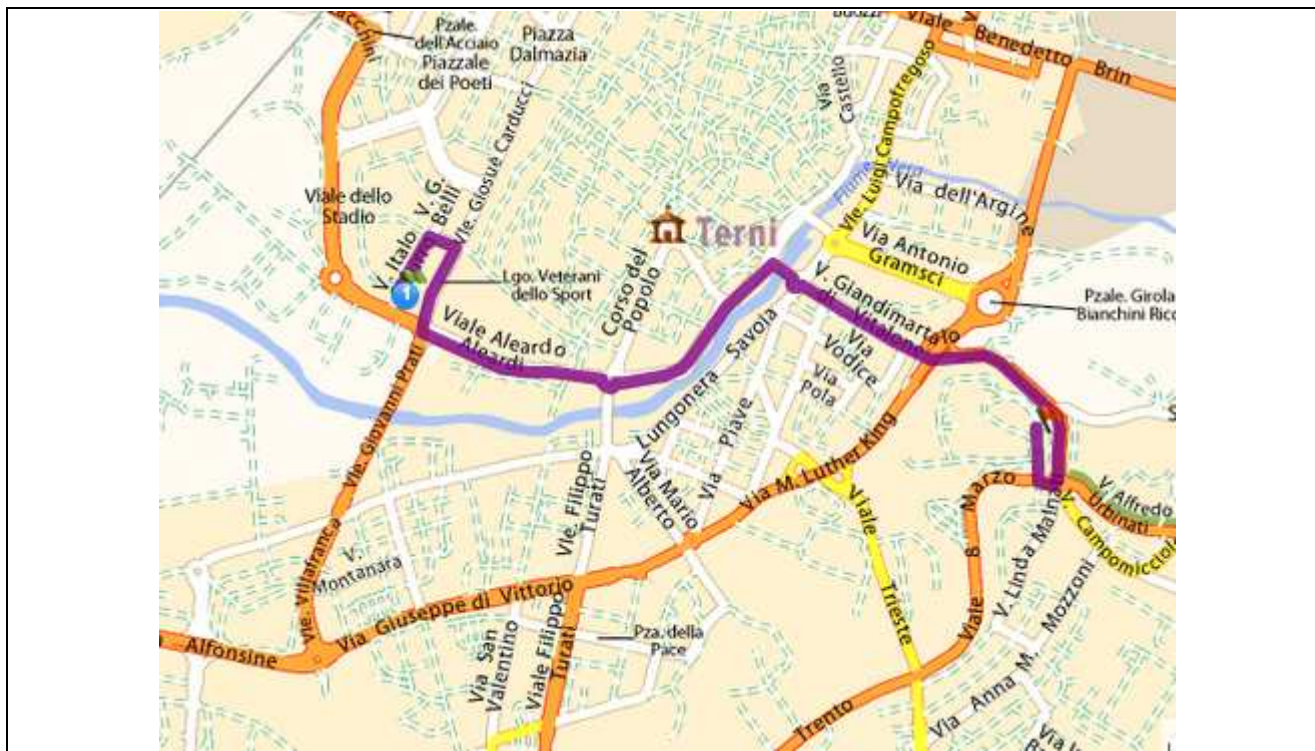 acchini
Pzale.
dell'Acciaio
Piazzale
dei Poeti
Piazza
Dalmazia
Viale
Benedetto Brin
Via
Castello
Vle. Luigi Campofregoso
Via dell'Argine
Via Antonio
Gramsci
Viale dello
Stadio
V. Italo
V. G.
Belli
Vle. Giosuè Carducci
Lgo. Veterani
dello Sport
1
Corso del
Popolo
Terni
V. Giandimartalo
di Vitalone
Pzale. Girola
Bianchini Ricc
Viale Aleardo
Aleardi
Lungonera Savoia
Via
Vodice
Via
Pola
Via Piave
Vle. Giovanni Prati
Via M. Luther King
Via Mario
Alberto
Vle. Filippo
Turati
Viale
Trieste
Viale 8 Marzo
V. Alfredo
Urbinati
V. Campomicciolo
V. Linda Malna
Via Anna M. Mozzoni
V.
Montanara
Vle. Villafranca
Via Giuseppe di Vittorio
Alfonsine
Via San
Valentino
Viale Filippo
Turati
Pza. della
Pace
Trento